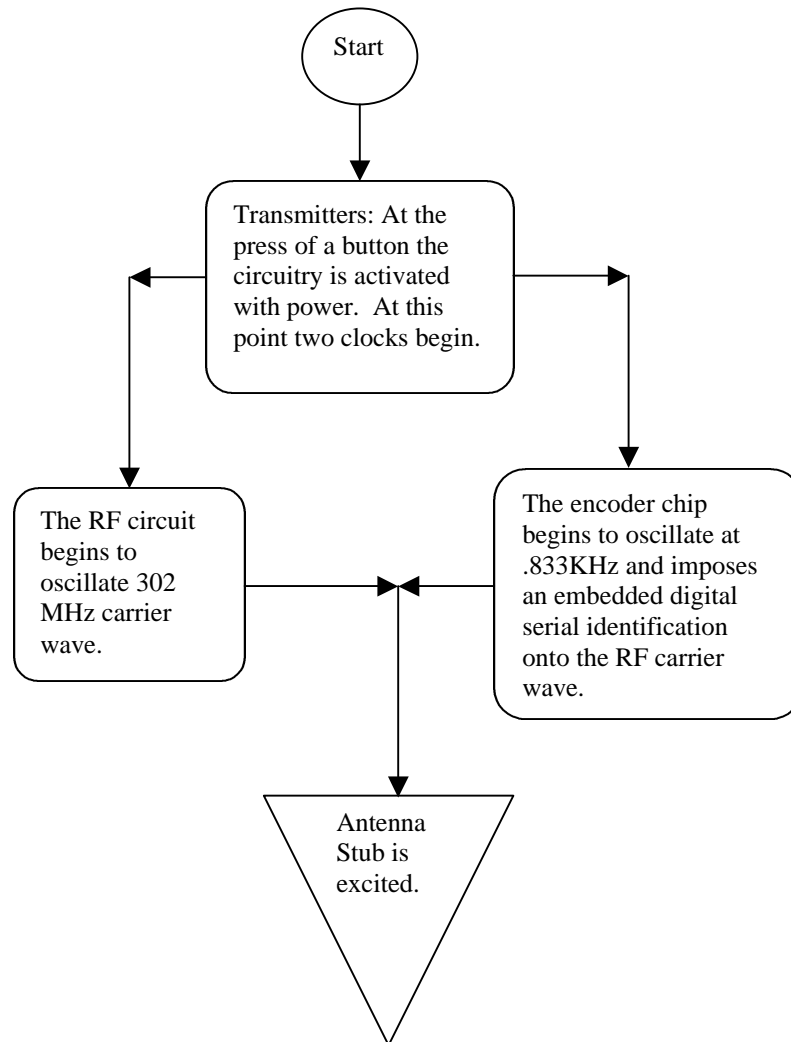 Start
Transmitters: At the
press of a button the
circuitry is activated
with power.  At this
point two clocks begin.
The RF circuit
begins to
oscillate 302
MHz carrier
wave.
The encoder chip
begins to oscillate at
.833KHz and imposes
an embedded digital
serial identification
onto the RF carrier
wave.
Antenna
Stub is
excited.